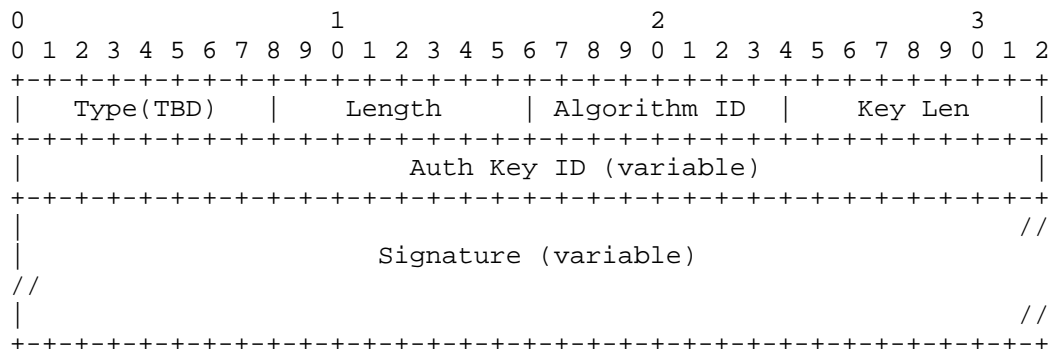 0                   1                   2                   3
0 1 2 3 4 5 6 7 8 9 0 1 2 3 4 5 6 7 8 9 0 1 2 3 4 5 6 7 8 9 0 1 2
+-+-+-+-+-+-+-+-+-+-+-+-+-+-+-+-+-+-+-+-+-+-+-+-+-+-+-+-+-+-+-+-+
|   Type(TBD)   |    Length     | Algorithm ID  |    Key Len    |
+-+-+-+-+-+-+-+-+-+-+-+-+-+-+-+-+-+-+-+-+-+-+-+-+-+-+-+-+-+-+-+-+
|                        Auth Key ID (variable)                 |
+-+-+-+-+-+-+-+-+-+-+-+-+-+-+-+-+-+-+-+-+-+-+-+-+-+-+-+-+-+-+-+-+
|                                                              //
|                      Signature (variable)
//
|                                                              //
+-+-+-+-+-+-+-+-+-+-+-+-+-+-+-+-+-+-+-+-+-+-+-+-+-+-+-+-+-+-+-+-+